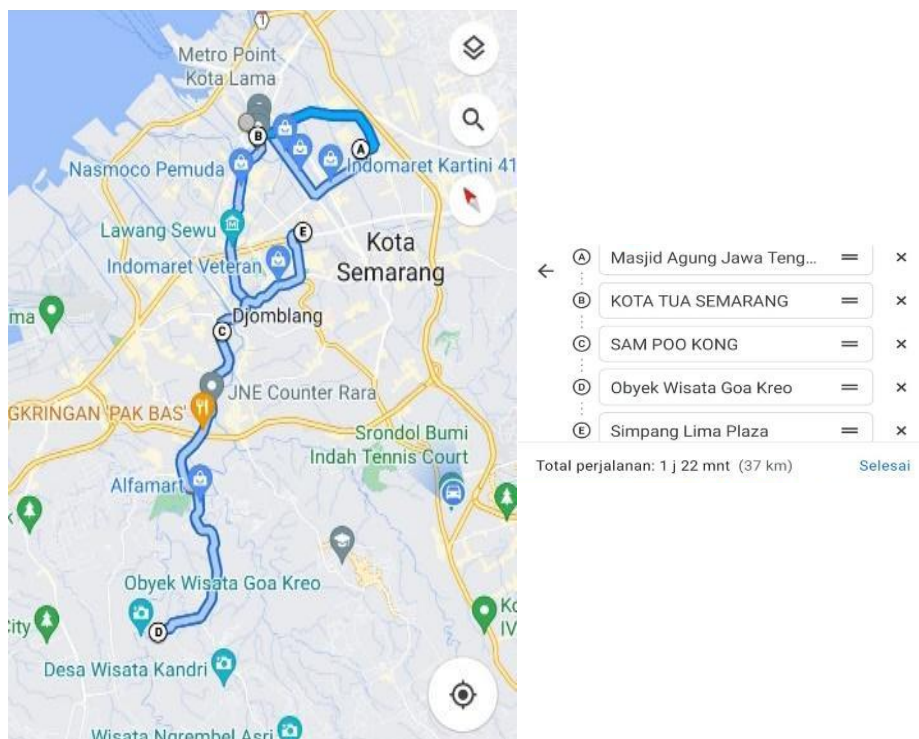 Metro Point
Kota Lama
B
A
Nasmoco Pemuda
Indomaret Kartini 41
Lawang Sewu
E
Kota
Semarang
Indomaret Veteran
ma
Djomblang
C
JNE Counter Rara
GKRINGAN 'PAK BAS'
Srondol Bumi
Indah Tennis Court
Alfamart
Obyek Wisata Goa Kreo
D
City
Ko
IV
Desa Wisata Kandri
Wisata Ngrembel Asri
A Masjid Agung Jawa Teng...
B KOTA TUA SEMARANG
C SAM POO KONG
D Obyek Wisata Goa Kreo
E Simpang Lima Plaza
Total perjalanan: 1 j 22 mnt (37 km) Selesai